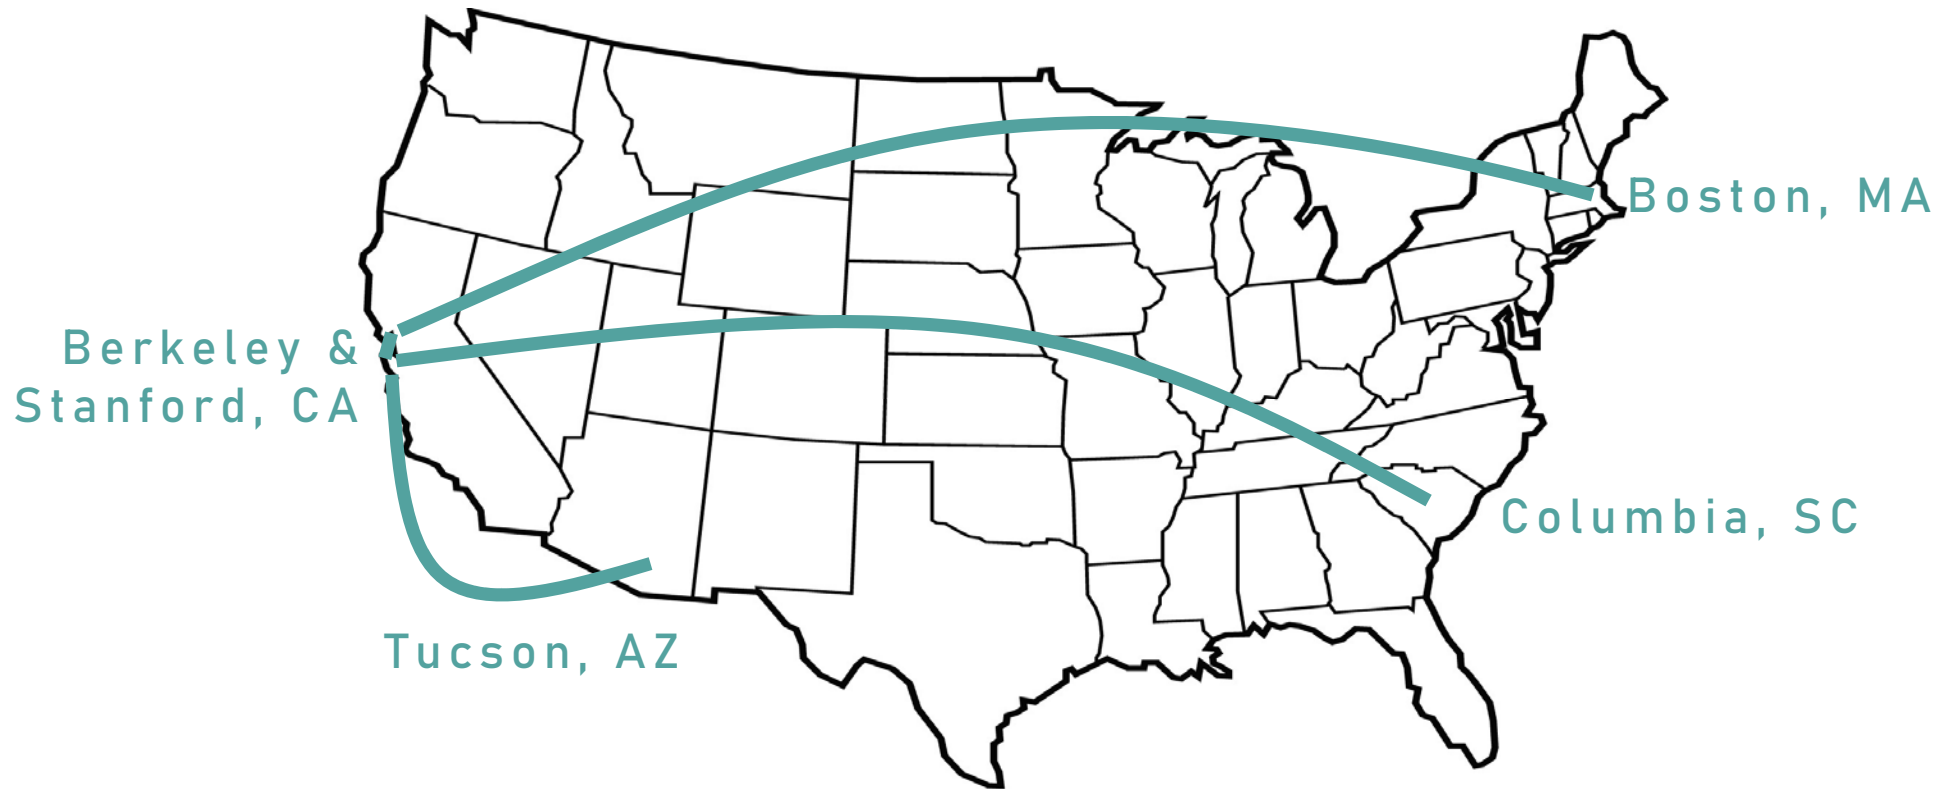 Boston, MA
Berkeley &
Stanford, CA
Columbia, SC
Tucson, AZ